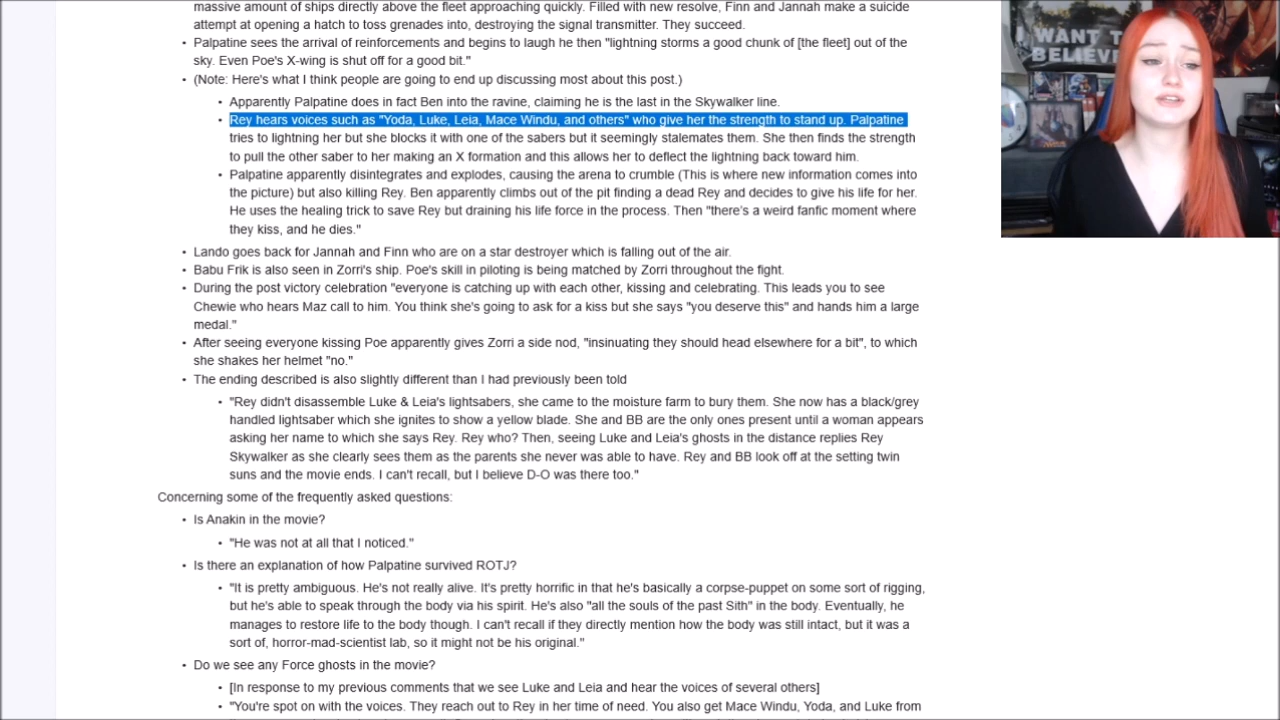 massive amount of ships directly above the fleet approaching quickly. Filled with new resolve, Finn and Jannah make a suicide
attempt at opening a hatch to toss grenades into, destroying the signal transmitter. They succeed.
• Palpatine sees the arrival of reinforcements and begins to laugh he then "lightning storms a good chunk of [the fleet] out of the
sky. Even Poe's X-wing is shut off for a good bit."
• (Note: Here's what I think people are going to end up discussing most about this post.)
• Apparently Palpatine does in fact Ben into the ravine, claiming he is the last in the Skywalker line.
• Rey hears voices such as "Yoda, Luke, Leia, Mace Windu, and others" who give her the strength to stand up. Palpatine
tries to lightning her but she blocks it with one of the sabers but it seemingly stalemates them. She then finds the strength
to pull the other saber to her making an X formation and this allows her to deflect the lightning back toward him.
• Palpatine apparently disintegrates and explodes, causing the arena to crumble (This is where new information comes into
the picture) but also killing Rey. Ben apparently climbs out of the pit finding a dead Rey and decides to give his life for her.
He uses the healing trick to save Rey but draining his life force in the process. Then "there's a weird fanfic moment where
they kiss, and he dies."
• Lando goes back for Jannah and Finn who are on a star destroyer which is falling out of the air.
• Babu Frik is also seen in Zorri's ship. Poe's skill in piloting is being matched by Zorri throughout the fight.
• During the post victory celebration "everyone is catching up with each other, kissing and celebrating. This leads you to see
Chewie who hears Maz call to him. You think she's going to ask for a kiss but she says "you deserve this" and hands him a large
medal."
• After seeing everyone kissing Poe apparently gives Zorri a side nod, "insinuating they should head elsewhere for a bit", to which
she shakes her helmet "no."
• The ending described is also slightly different than I had previously been told
• "Rey didn't disassemble Luke & Leia's lightsabers, she came to the moisture farm to bury them. She now has a black/grey
handled lightsaber which she ignites to show a yellow blade. She and BB are the only ones present until a woman appears
asking her name to which she says Rey. Rey who? Then, seeing Luke and Leia's ghosts in the distance replies Rey
Skywalker as she clearly sees them as the parents she never was able to have. Rey and BB look off at the setting twin
suns and the movie ends. I can't recall, but I believe D-O was there too."
Concerning some of the frequently asked questions:
• Is Anakin in the movie?
• "He was not at all that I noticed."
• Is there an explanation of how Palpatine survived ROTJ?
• "It is pretty ambiguous. He's not really alive. It's pretty horrific in that he's basically a corpse-puppet on some sort of rigging,
but he's able to speak through the body via his spirit. He's also "all the souls of the past Sith" in the body. Eventually, he
manages to restore life to the body though. I can't recall if they directly mention how the body was still intact, but it was a
sort of, horror-mad-scientist lab, so it might not be his original."
• Do we see any Force ghosts in the movie?
• [In response to my previous comments that we see Luke and Leia and hear the voices of several others]
• "You're spot on with the voices. They reach out to Rey in her time of need. You also get Mace Windu, Yoda, and Luke from
I WANT T
BELIEVE